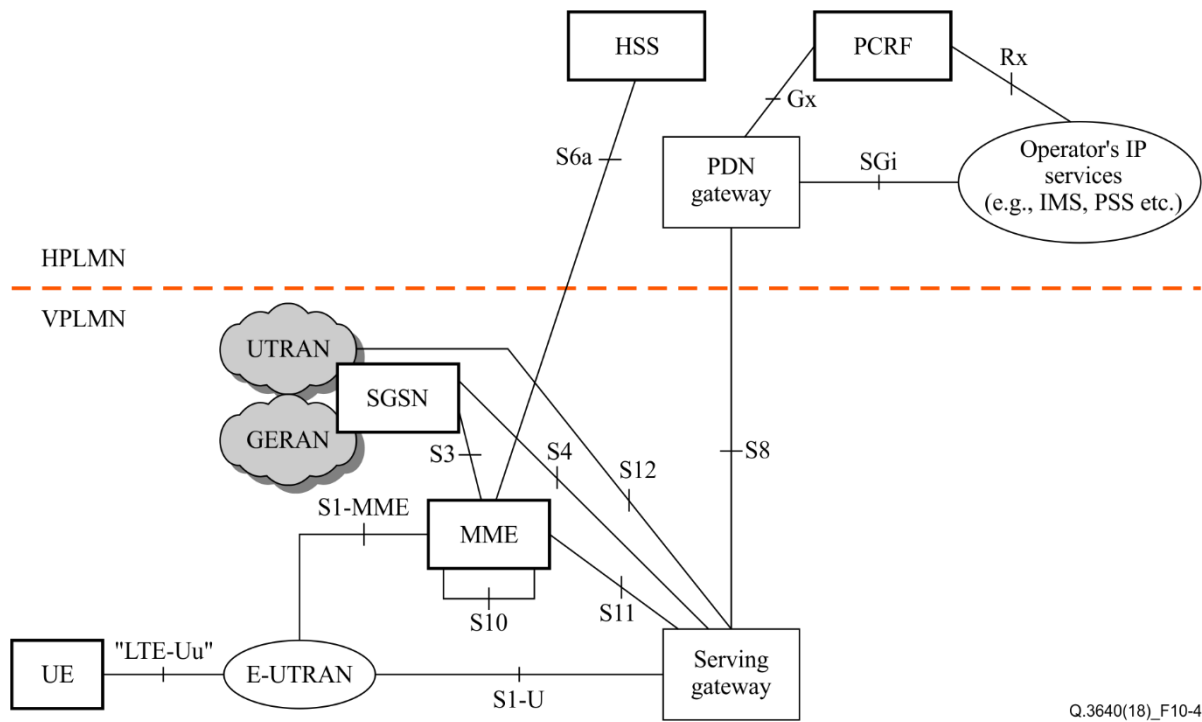 HSS
PCRF
Rx
Gx
S6a
PDN
gateway
SGi
Operator's IP
services
(e.g., IMS, PSS etc.)
HPLMN
VPLMN
UTRAN
SGSN
GERAN
S3
S4
S12
S8
S1-MME
MME
S10
S11
UE
"LTE-Uu"
E-UTRAN
S1-U
Serving
gateway
Q.3640(18)_F10-4